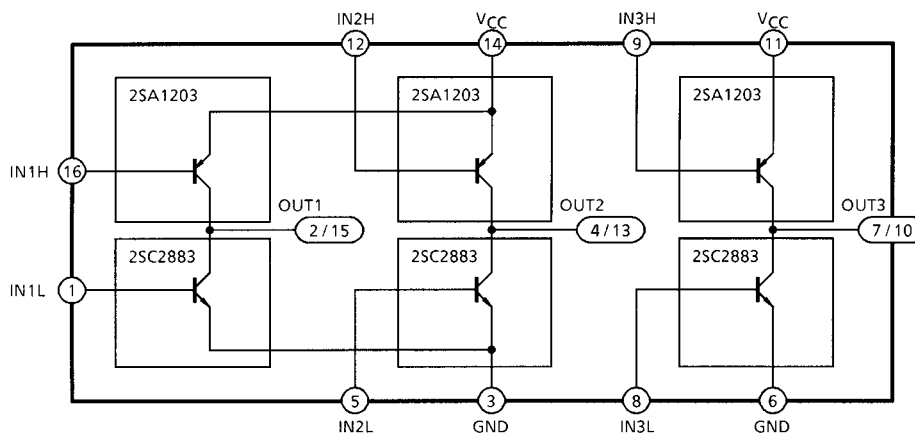 IN2H VCC IN3H VCC
12 14 9 11
2SA1203 2SA1203 2SA1203
IN1H 16
OUT1 OUT2 OUT3
2/15 4/13 7/10
2SC2883 2SC2883 2SC2883
IN1L 1
5 3 8 6
IN2L GND IN3L GND